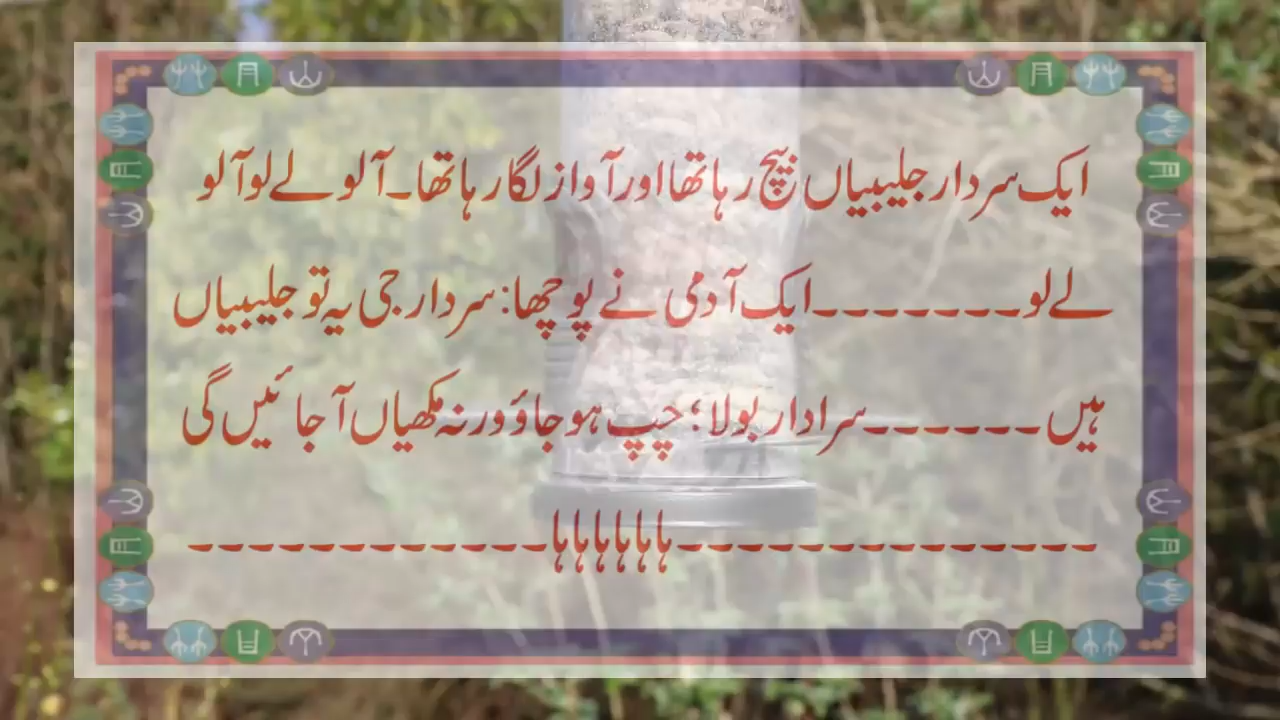 ایک سردار جلیبیاں بیچ رہا تھا اور آواز لگا رہا تھا۔ آلو لے لو آلو
لے لو۔۔۔۔۔۔۔ایک آدمی نے پوچھا: سردار جی یہ تو جلیبیاں
ہیں۔۔۔۔۔۔سرادار بولا؛ چپ ہو جاؤ ورنہ مکھیاں آ جائیں گی
۔۔۔۔۔۔۔۔۔۔۔۔۔۔ہاہاہاہاہاہا۔۔۔۔۔۔۔۔۔۔۔۔